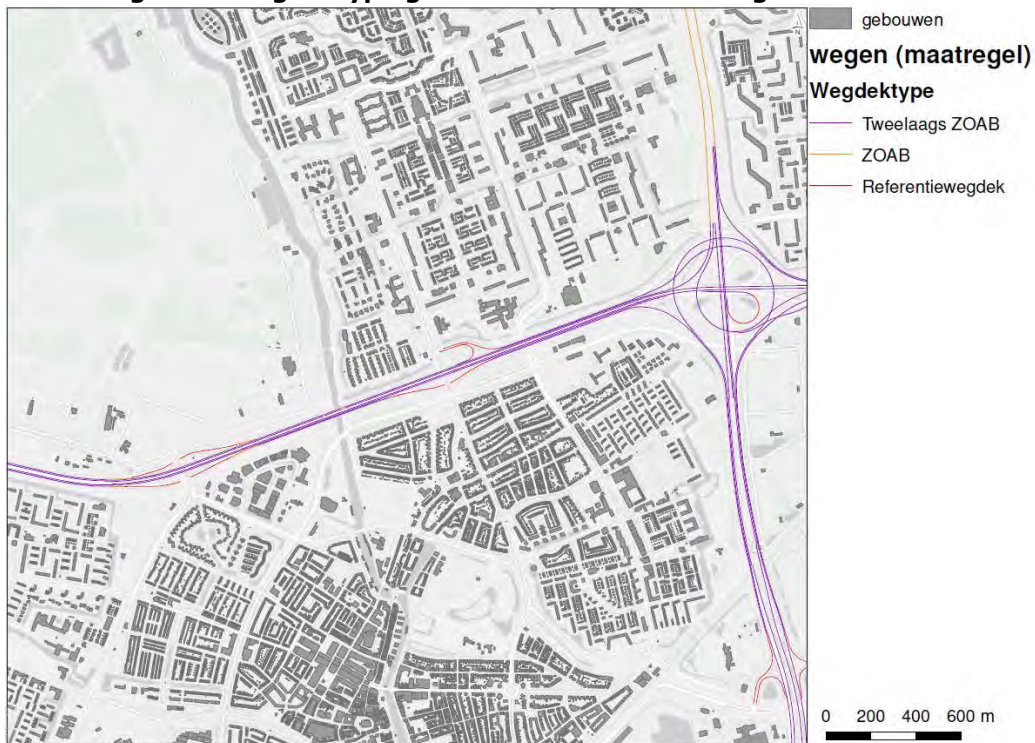 gebouwen
wegen (maatregel)
Wegdektype
Tweelaags ZOAB
ZOAB
Referentiewegdek
N
0 200 400 600 m